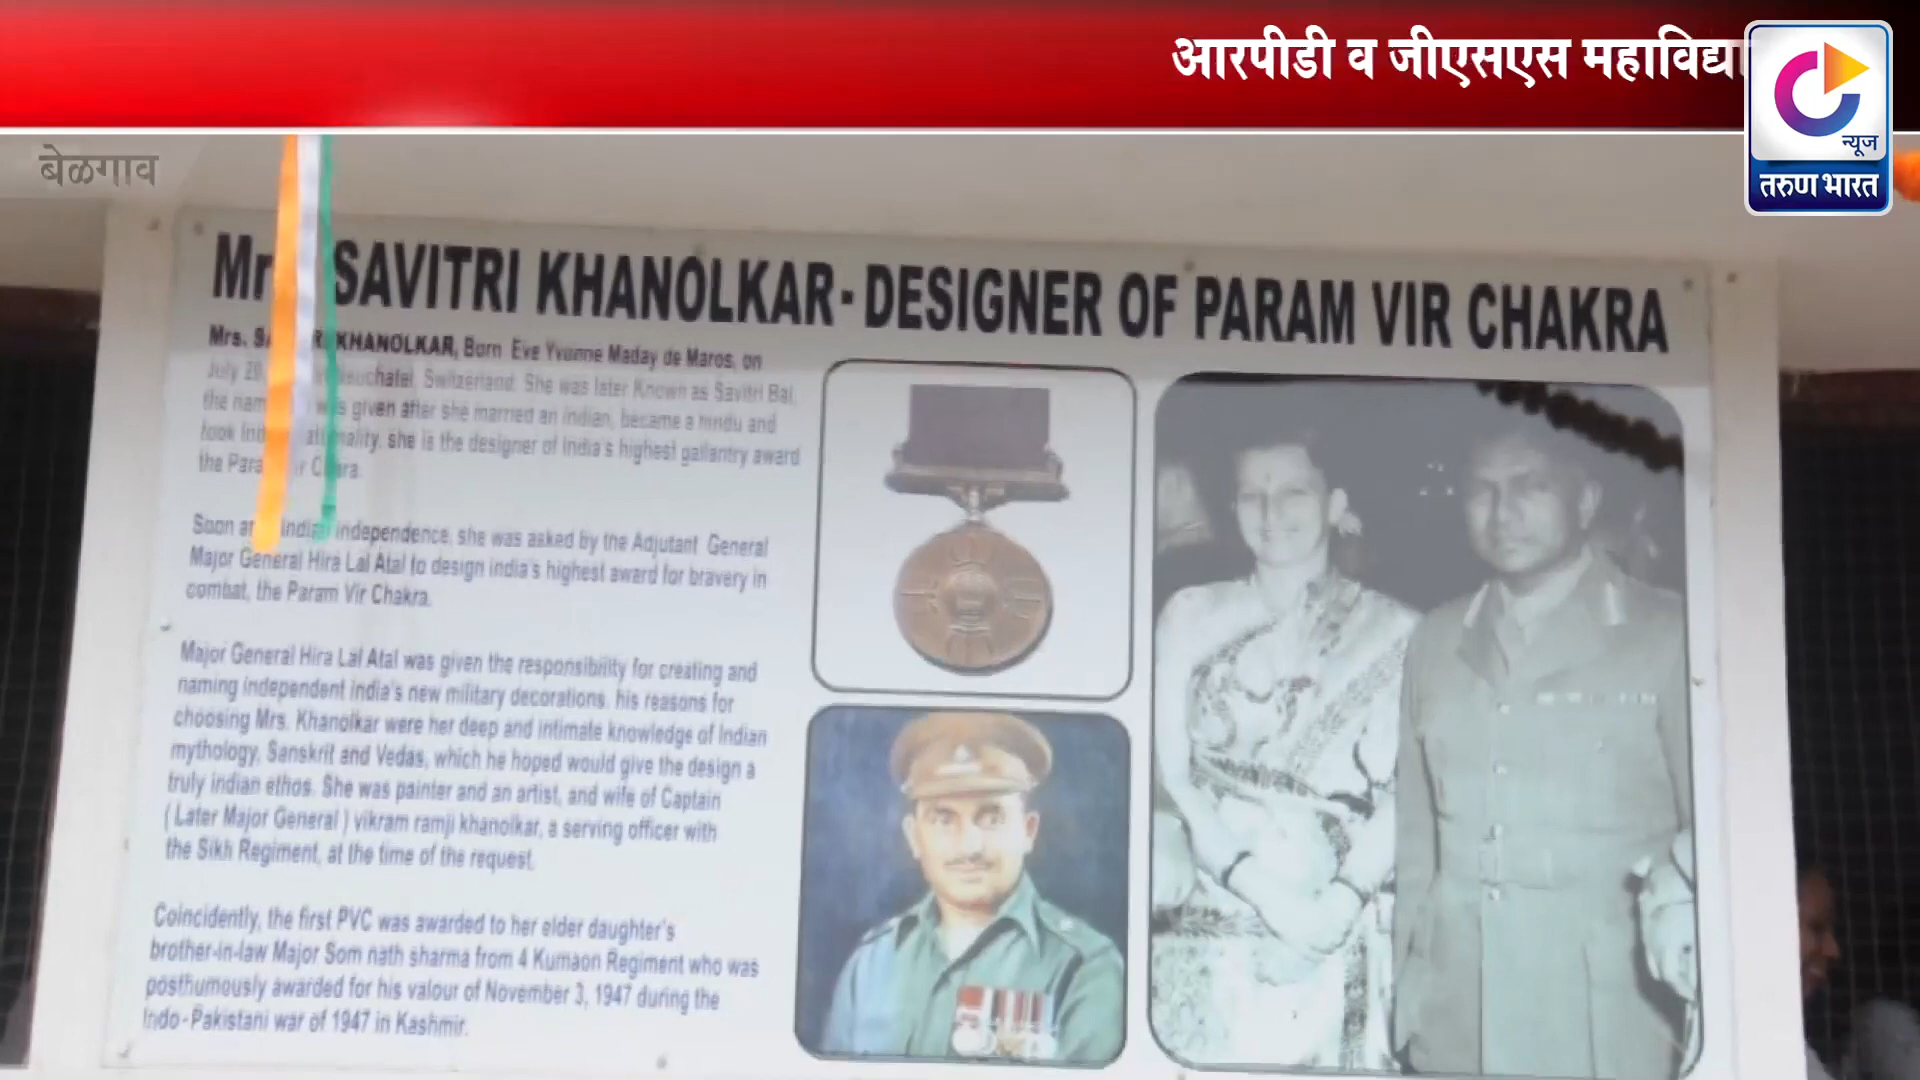 आरपीडी व जीएसएस
न्यूज
तरुण भारत
बेळगाव
SAVITRI KHANOLKAR - DESIGNER OF PARAM VIR CHAKRA
Mrs. KHANOLKAR, Born Eve Yvonne Maday de Maros, on
July Switzerland. She was later Known as Savitri Bai,
the given after she married an indian, became a hindu and
took she is the designer of India's highest gallantry award
the
Soon independence, she was asked by the Adjutant General
Major General Hira Lal Atal to design india's highest award for bravery in
combat, the Param Vir Chakra.
Major General Hira Lal Atal was given the responsibility for creating and
naming independent india's new military decorations. his reasons for
choosing Mrs. Khanolkar were her deep and intimate knowledge of Indian
mythology, Sanskrit and Vedas, which he hoped would give the design a
truly indian ethos. She was painter and an artist, and wife of Captain
( Later Major General ) vikram ramji khanolkar, a serving officer with
the Sikh Regiment, at the time of the request.
Coincidently, the first PVC was awarded to her elder daughter's
brother-in-law Major Som nath sharma from 4 Kumaon Regiment who was
posthumously awarded for his valour of November 3, 1947 during the
Indo-Pakistani war of 1947 in Kashmir.